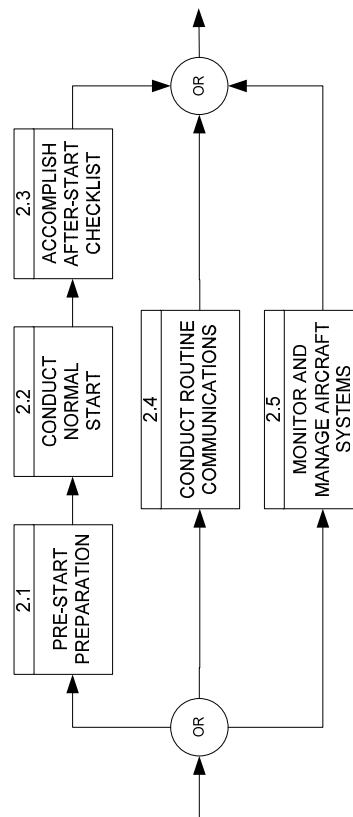 OR
2.1
PRE-START
PREPARATION
2.2
CONDUCT
NORMAL
START
2.3
ACCOMPLISH
AFTER-START
CHECKLIST
2.4
CONDUCT ROUTINE
COMMUNICATIONS
2.5
MONITOR AND
MANAGE AIRCRAFT
SYSTEMS
OR